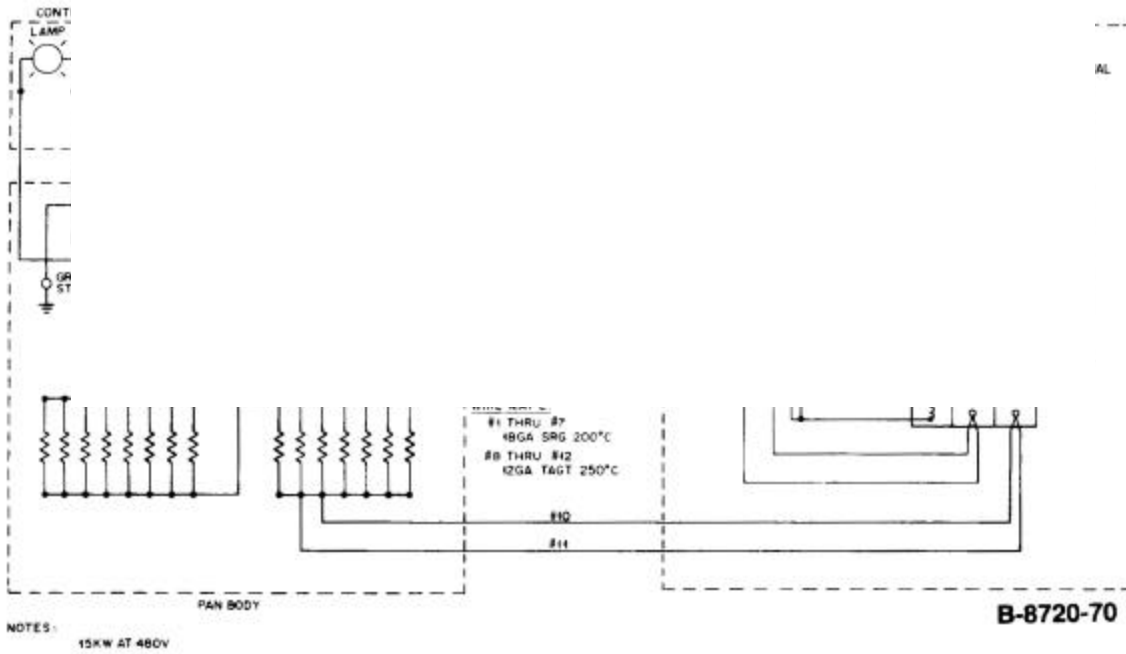 CONT
LAMP
AL
GR
ST
#1 THRU #7
18GA SRG 200°C
#8 THRU #12
12GA TAGT 250°C
#10
#11
3
PAN BODY
B-8720-70
NOTES:
15KW AT 480V